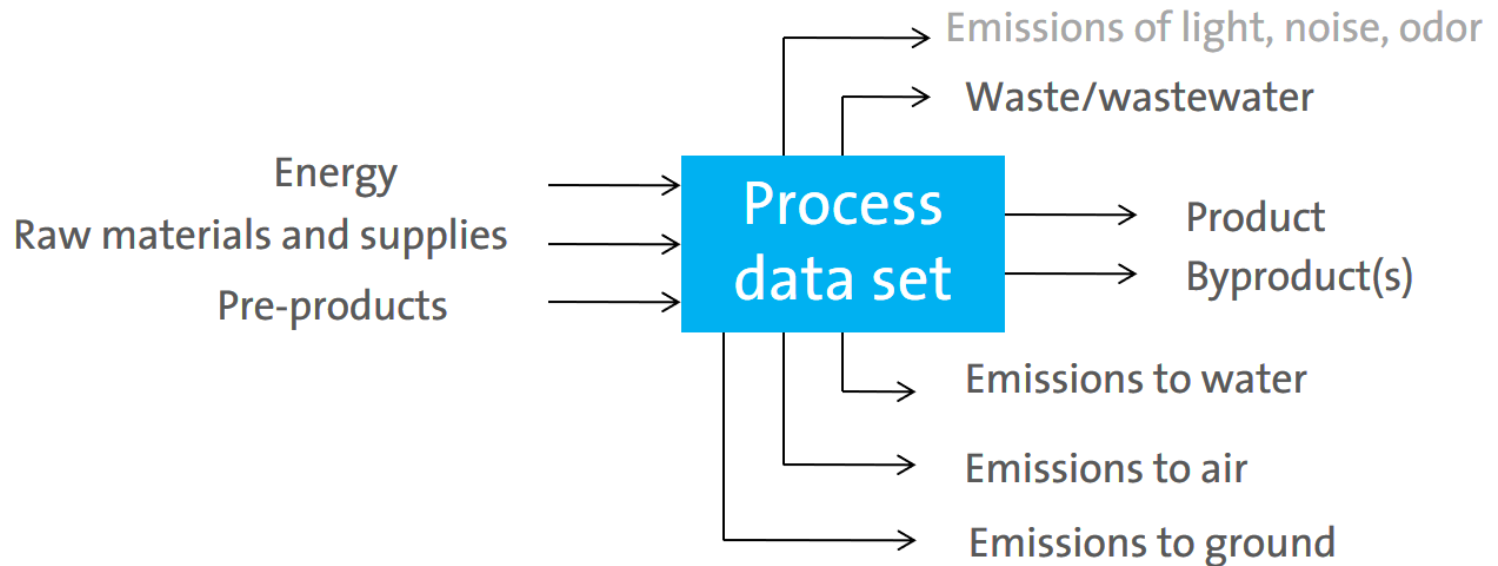 Emissions of light, noise, odor
Waste/wastewater
Energy
Raw materials and supplies
Pre-products
Process
data set
Product
Byproduct(s)
Emissions to water
Emissions to air
Emissions to ground